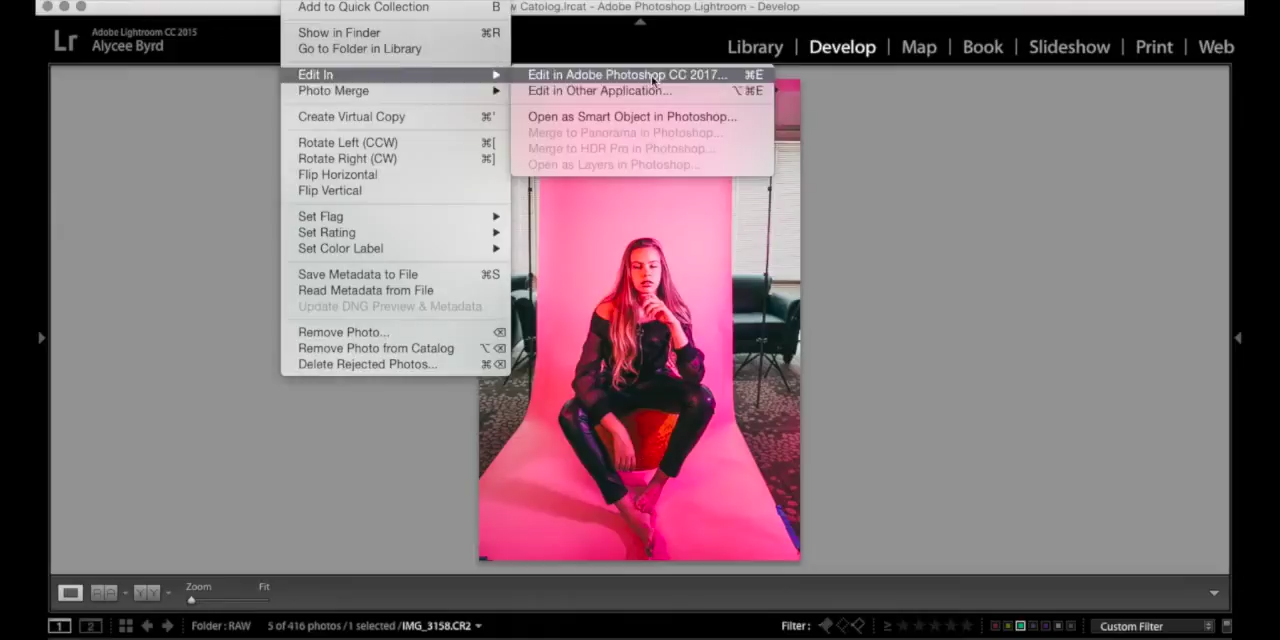 Add to Quick Collection B
Catolog.lrcat - Adobe Photoshop Lightroom - Develop
Show in Finder ⌘R
Go to Folder in Library
Edit In
Photo Merge
Create Virtual Copy ⌘'
Rotate Left (CCW) ⌘[
Rotate Right (CW) ⌘]
Flip Horizontal
Flip Vertical
Set Flag
Set Rating
Set Color Label
Save Metadata to File ⌘S
Read Metadata from File
Update DNG Preview & Metadata
Remove Photo... ⌫
Remove Photo from Catalog ⌥⌫
Delete Rejected Photos... ⌘⌫
Edit in Adobe Photoshop CC 2017... ⌘E
Edit in Other Application... ⌥⌘E
Open as Smart Object in Photoshop...
Merge to Panorama in Photoshop...
Merge to HDR Pro in Photoshop...
Open as Layers in Photoshop...
Lr
Adobe Lightroom CC 2015
Alycee Byrd
Library | Develop | Map | Book | Slideshow | Print | Web
Zoom Fit
1 2 Folder : RAW 5 of 416 photos / 1 selected / IMG_3158.CR2 Filter : ≥ Custom Filter